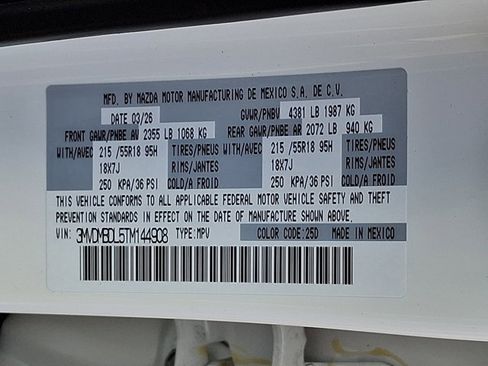 MFD. BY MAZDA MOTOR MANUFACTURING DE MEXICO S.A. DE C.V.
DATE 03/26 GVWR/PNBV 4381 LB 1987 KG
FRONT GAWR/PNBE AV 2355 LB 1068 KG REAR GAWR/PNBE AR 2072 LB 940 KG
WITH/AVEC 215 /55R18 95H TIRES/PNEUS WITH/AVEC 215 /55R18 95H TIRES/PNEUS
18X7J RIMS/JANTES 18X7J RIMS/JANTES
250 KPA/36 PSI COLD/A FROID 250 KPA/36 PSI COLD/A FROID
THIS VEHICLE CONFORMS TO ALL APPLICABLE FEDERAL MOTOR VEHICLE SAFETY AND THEFT
PREVENTION STANDARDS IN EFFECT ON THE DATE OF MANUFACTURE SHOWN ABOVE.
VIN: 3MVDMBDL5TM144908 TYPE: MPV COLOR CODE: 25D MADE IN MEXICO